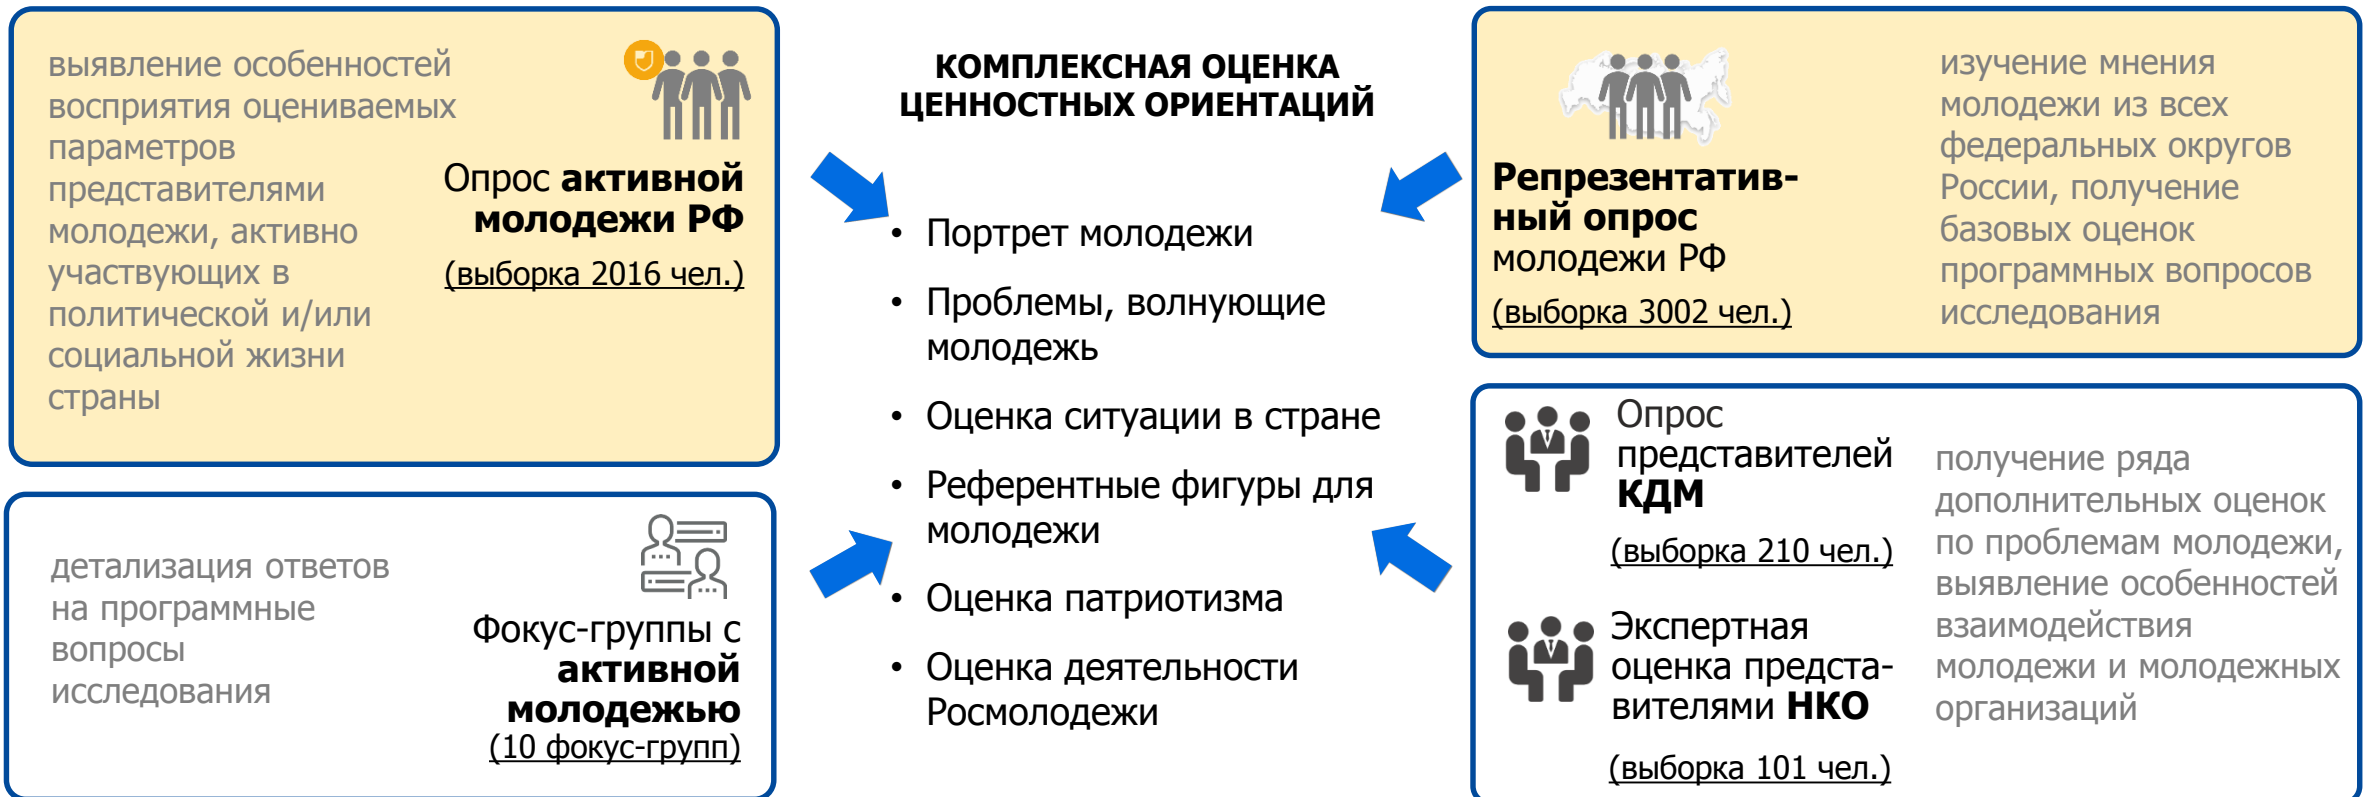 выявление особенностей
восприятия оцениваемых
параметров
представителями
молодежи, активно
участвующих в
политической и/или
социальной жизни
страны
Опрос активной
молодежи РФ
(выборка 2016 чел.)
детализация ответов
на программные
вопросы
исследования
Фокус-группы с
активной
молодежью
(10 фокус-групп)
КОМПЛЕКСНАЯ ОЦЕНКА
ЦЕННОСТНЫХ ОРИЕНТАЦИЙ
• Портрет молодежи
• Проблемы, волнующие
молодежь
• Оценка ситуации в стране
• Референтные фигуры для
молодежи
• Оценка патриотизма
• Оценка деятельности
Росмолодежи
Репрезентатив-
ный опрос
молодежи РФ
(выборка 3002 чел.)
изучение мнения
молодежи из всех
федеральных округов
России, получение
базовых оценок
программных вопросов
исследования
Опрос
представителей
КДМ
(выборка 210 чел.)
Экспертная
оценка предста-
вителями НКО
(выборка 101 чел.)
получение ряда
дополнительных оценок
по проблемам молодежи,
выявление особенностей
взаимодействия
молодежи и молодежных
организаций